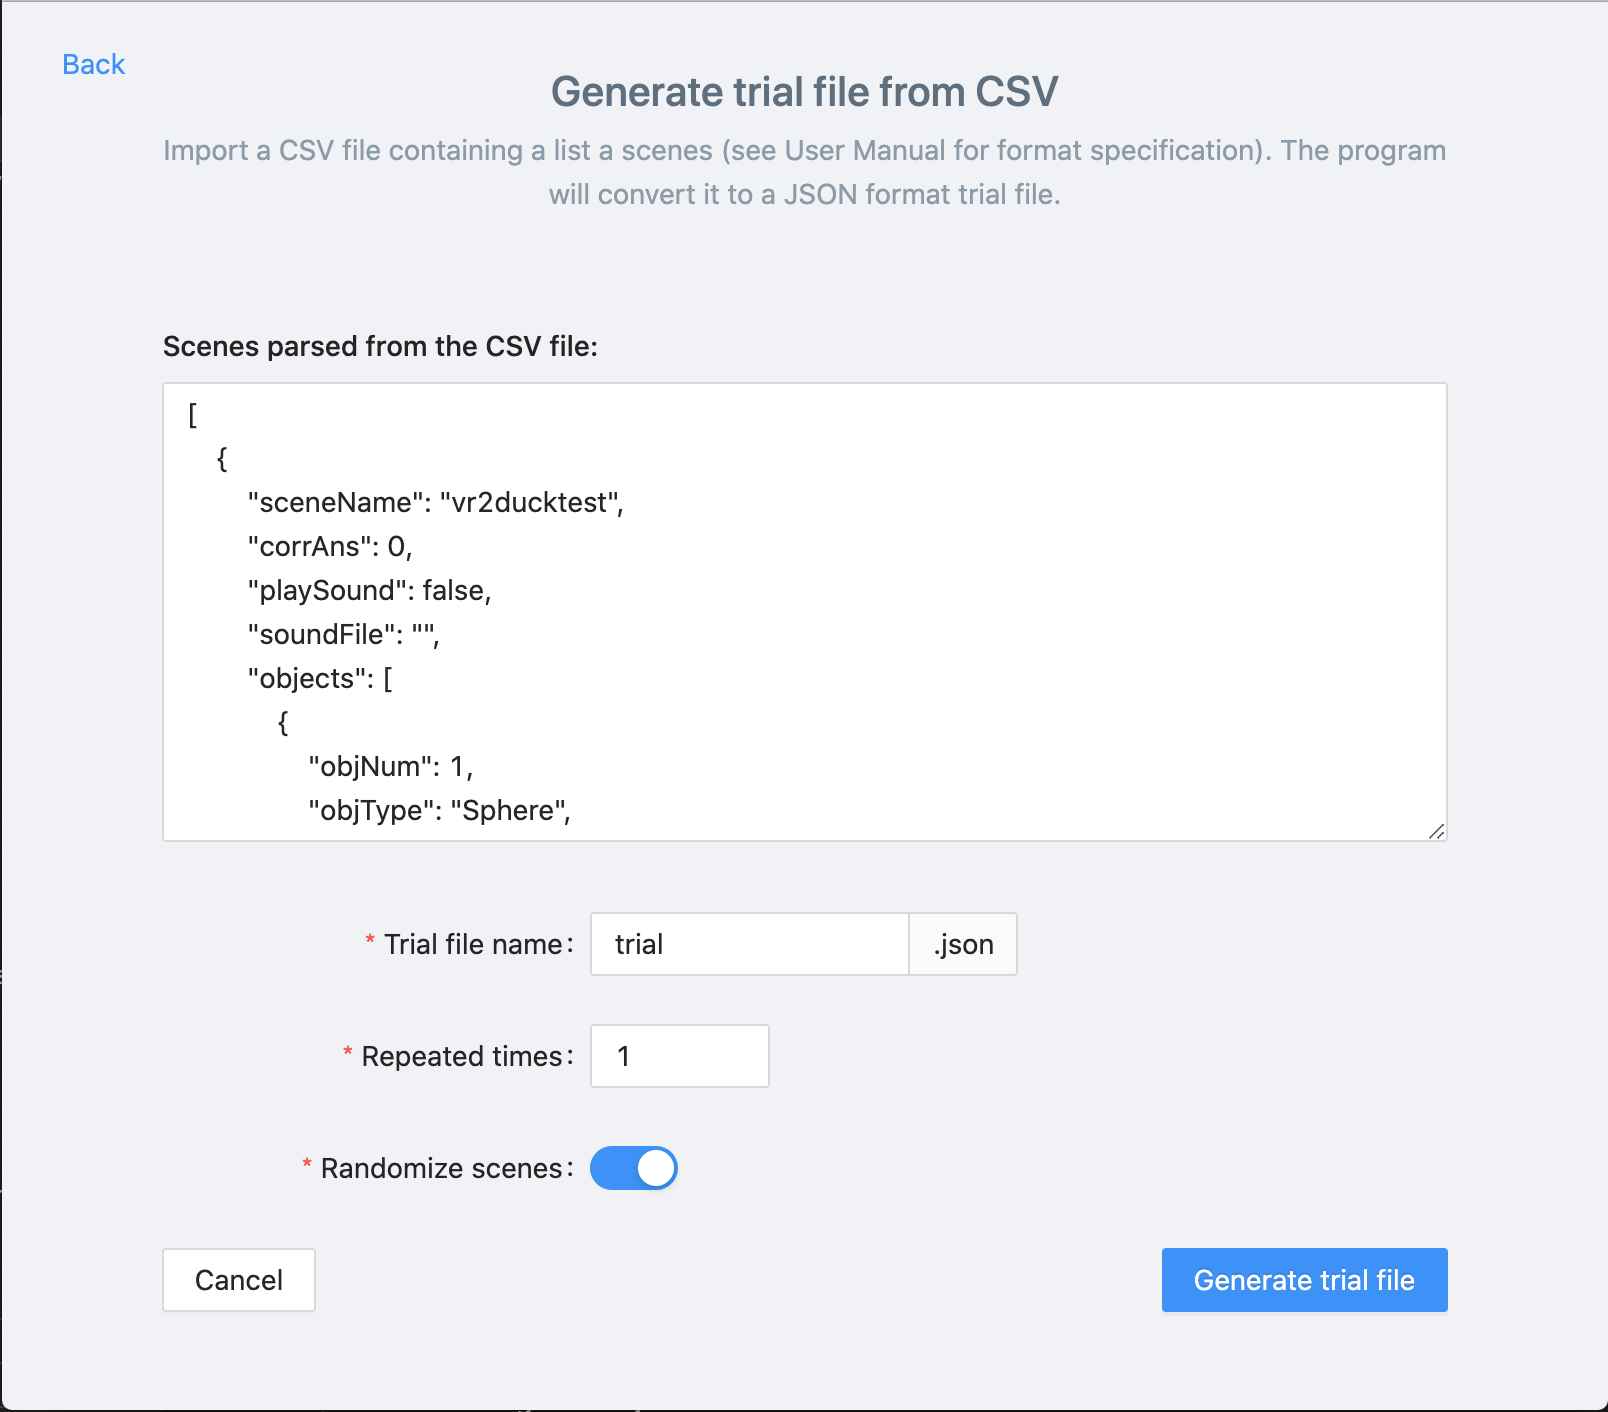 Back
Generate trial file from CSV
Import a CSV file containing a list a scenes (see User Manual for format specification). The program
will convert it to a JSON format trial file.
Scenes parsed from the CSV file:
[
{
"sceneName": "vr2ducktest",
"corrAns": 0,
"playSound": false,
"soundFile": "",
"objects": [
{
"objNum": 1,
"objType": "Sphere",
* Trial file name: trial .json
* Repeated times: 1
* Randomize scenes:
Cancel Generate trial file